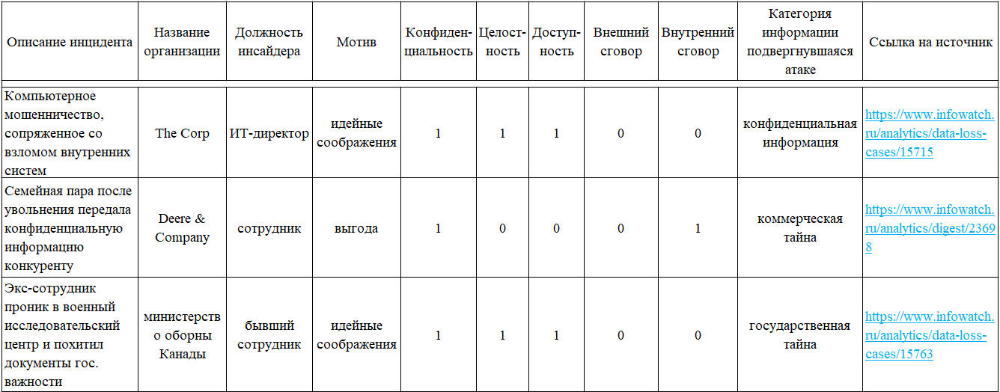 Описание инцидента
Название
организации
Должность
инсайдера
Мотив
Конфиден-
циальность
Целост-
ность
Доступ-
ность
Внешний
сговор
Внутренний
сговор
Категория
информации
подвергнувшаяся
атаке
Ссылка на источник
Компьютерное
мошенничество,
сопряженное со
взломом внутренних
систем
The Corp
ИТ-директор
идейные
соображения
1
1
1
0
0
конфиденциальная
информация
https://www.infowatch.
ru/analytics/data-loss-
cases/15715
Семейная пара после
увольнения передала
конфиденциальную
информацию
конкуренту
Deere &
Company
сотрудник
выгода
1
0
0
0
1
коммерческая
тайна
https://www.infowatch.
ru/analytics/digest/2369
8
Экс-сотрудник
проник в военный
исследовательский
центр и похитил
документы гос.
важности
министерств
о оборны
Канады
бывший
сотрудник
идейные
соображения
1
1
1
0
0
государственная
тайна
https://www.infowatch.
ru/analytics/data-loss-
cases/15763